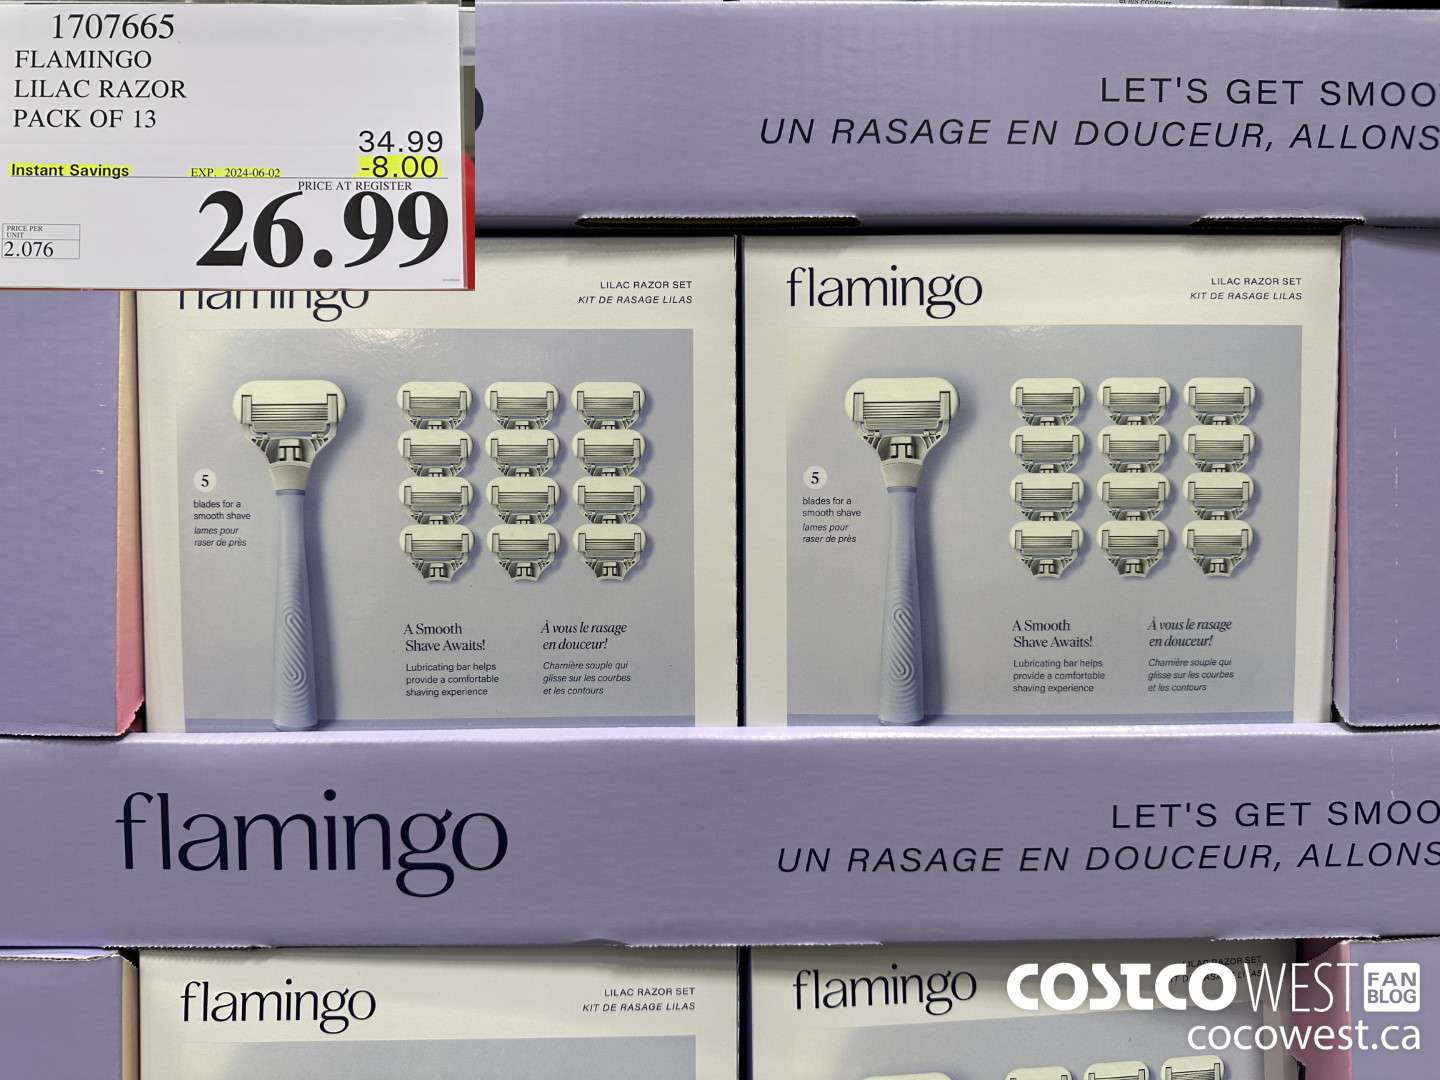 1707665
FLAMINGO
LILAC RAZOR
PACK OF 13
34.99
Instant Savings EXP. 2024-06-02 -8.00
PRICE AT REGISTER
26.99
PRICE PER
UNIT
2.076
LET'S GET SMOO
UN RASAGE EN DOUCEUR, ALLONS
flamingo
LILAC RAZOR SET
KIT DE RASAGE LILAS
5
blades for a
smooth shave
lames pour
raser de près
A Smooth
Shave Awaits!
Lubricating bar helps
provide a comfortable
shaving experience
À vous le rasage
en douceur!
Charnière souple qui
glisse sur les courbes
et les contours
flamingo
LILAC RAZOR SET
KIT DE RASAGE LILAS
5
blades for a
smooth shave
lames pour
raser de près
A Smooth
Shave Awaits!
Lubricating bar helps
provide a comfortable
shaving experience
À vous le rasage
en douceur!
Charnière souple qui
glisse sur les courbes
et les contours
flamingo
LET'S GET SMOO
UN RASAGE EN DOUCEUR, ALLONS
flamingo
LILAC RAZOR SET
KIT DE RASAGE LILAS
flamingo
LILAC RAZOR SET
COSTCO WEST FAN BLOG
cocowest.ca